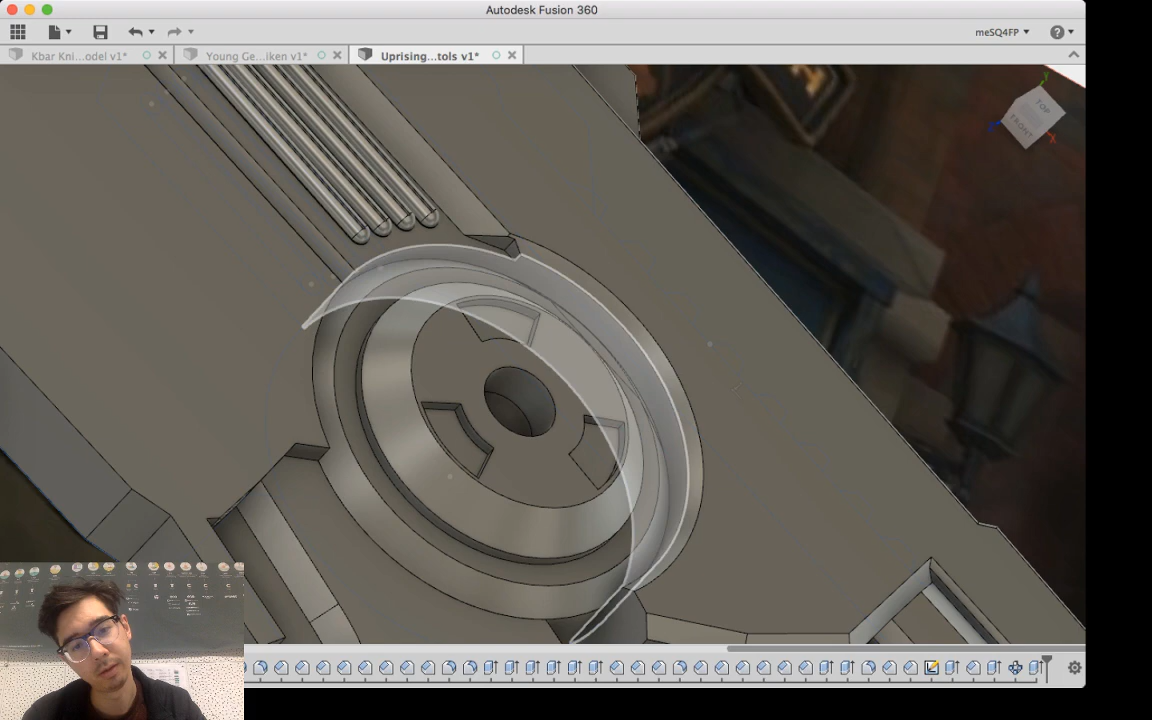 Autodesk Fusion 360
meSQ4FP
Kbar Kni...odel v1*
Young Ge...iken v1*
Uprising...tols v1*
TOP
FRONT
Y
X